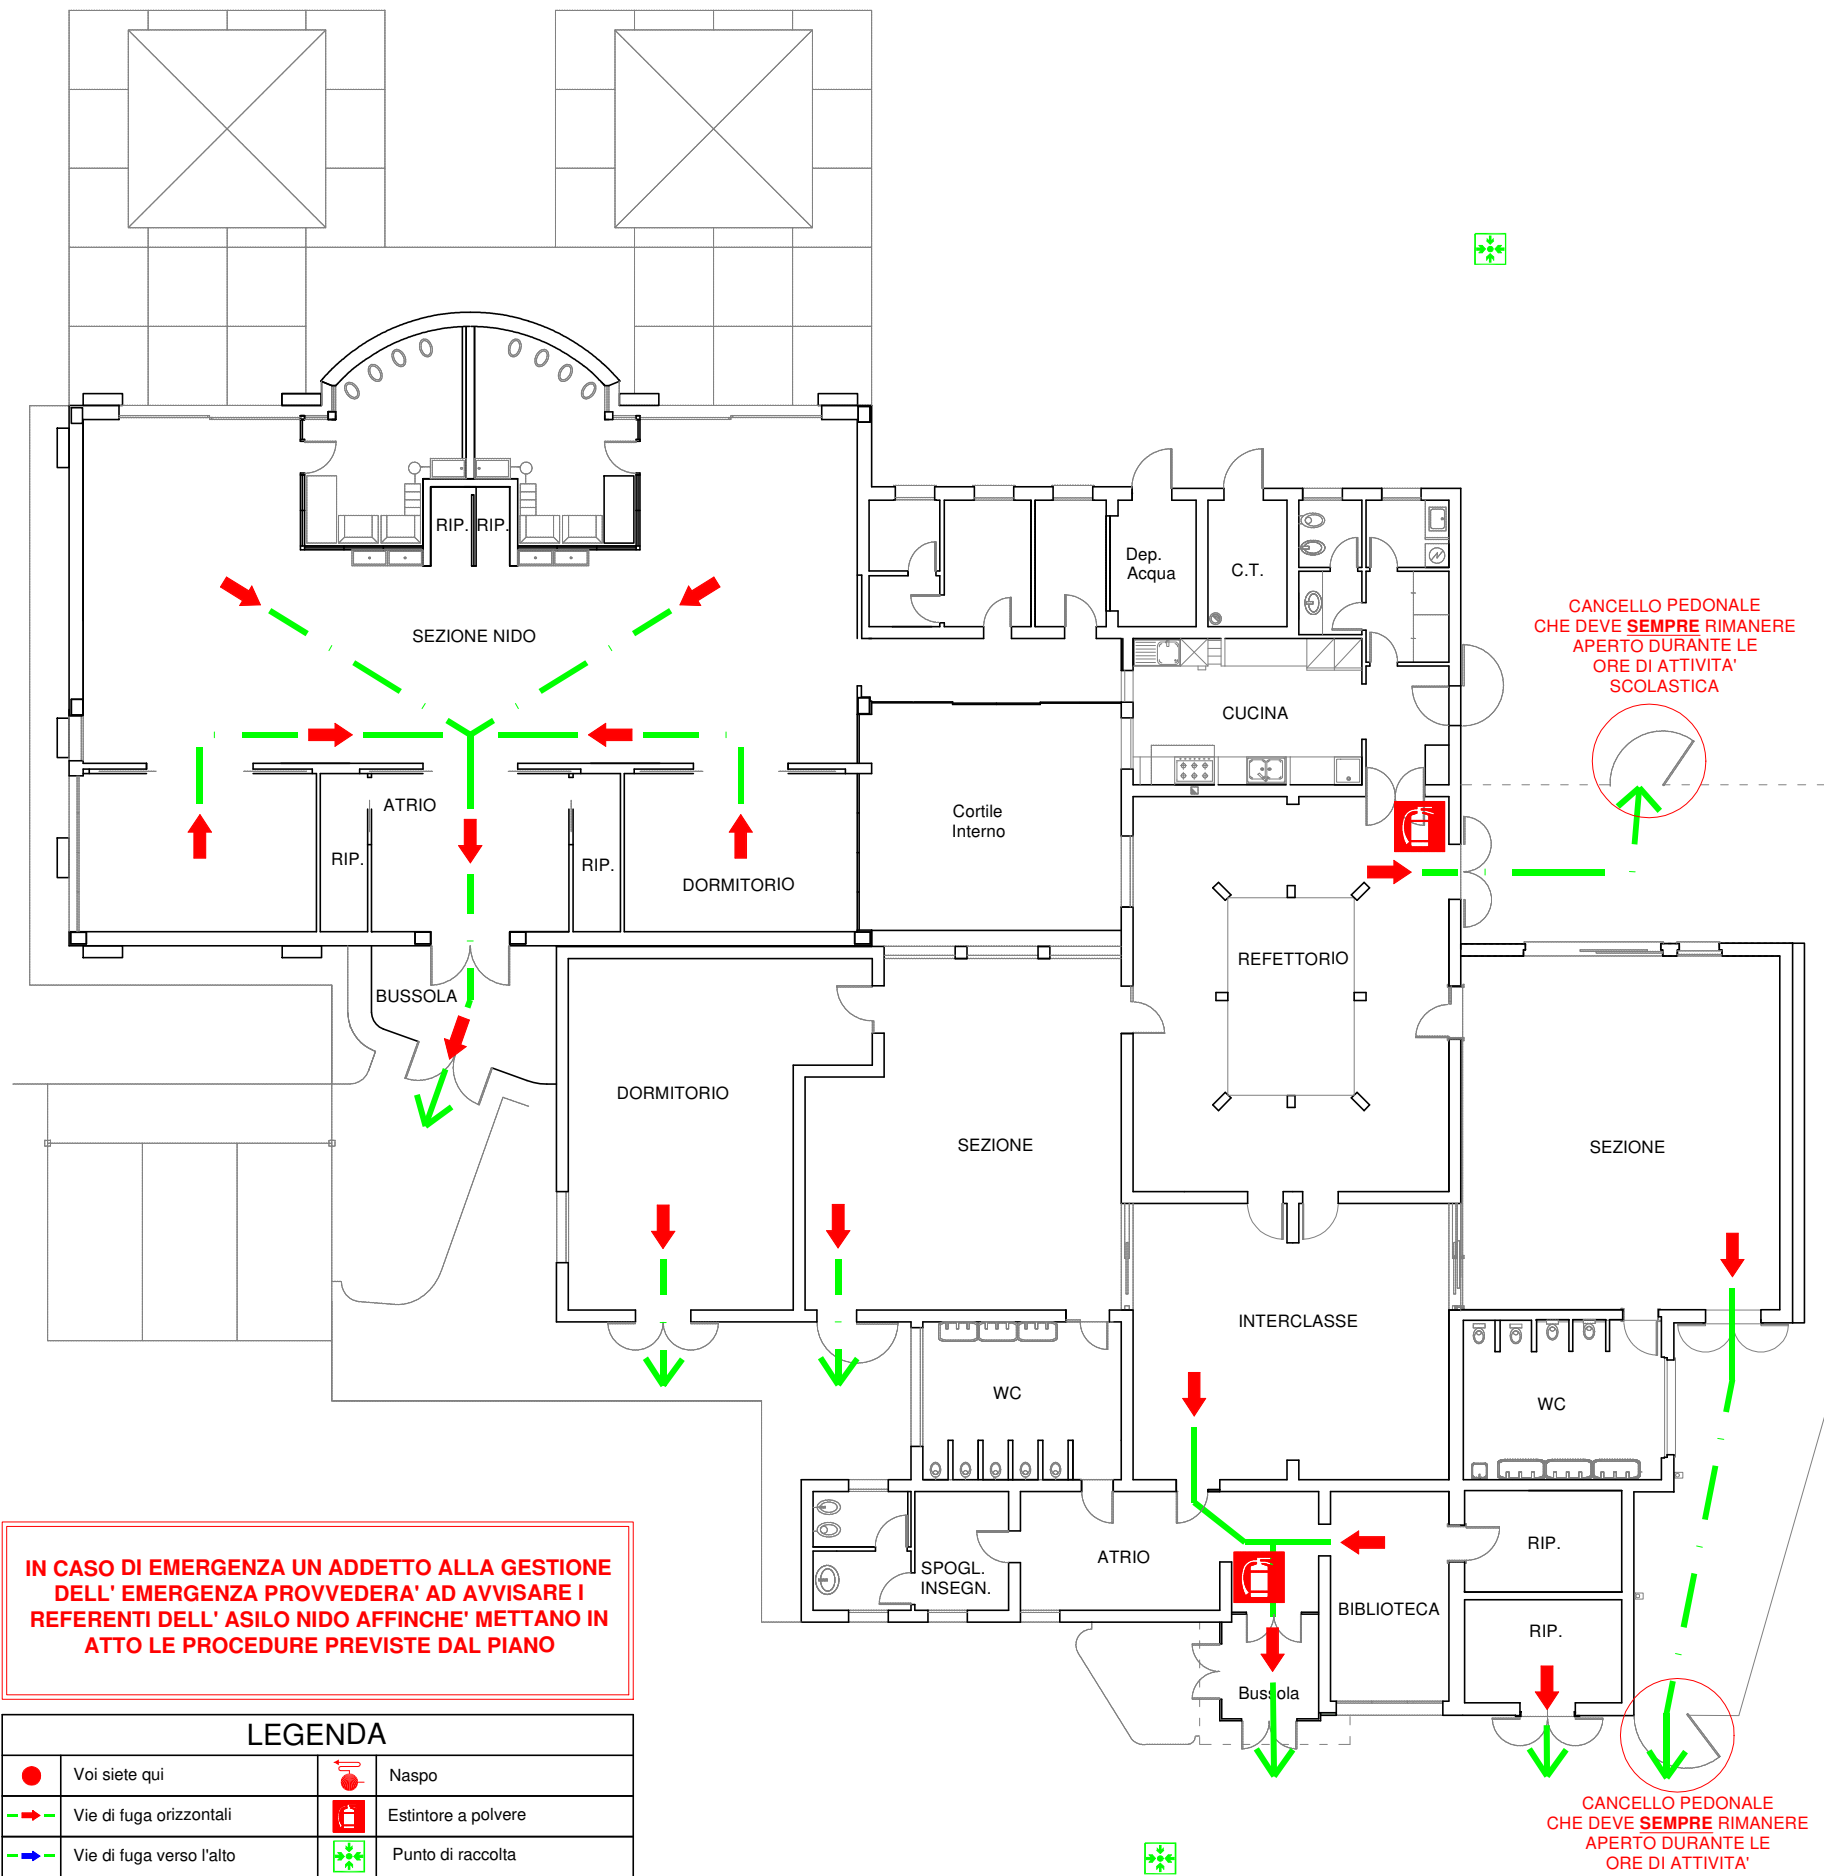 RIP.
RIP.
Dep.
Acqua
C.T.
SEZIONE NIDO
CANCELLO PEDONALE
CHE DEVE SEMPRE RIMANERE
APERTO DURANTE LE
ORE DI ATTIVITA'
SCOLASTICA
CUCINA
ATRIO
Cortile
Interno
RIP.
RIP.
DORMITORIO
REFETTORIO
BUSSOLA
DORMITORIO
SEZIONE
SEZIONE
INTERCLASSE
WC
WC
SPOGL.
INSEGN.
ATRIO
RIP.
BIBLIOTECA
RIP.
Bussola
IN CASO DI EMERGENZA UN ADDETTO ALLA GESTIONE
DELL' EMERGENZA PROVVEDERA' AD AVVISARE I
REFERENTI DELL' ASILO NIDO AFFINCHE' METTANO IN
ATTO LE PROCEDURE PREVISTE DAL PIANO
LEGENDA
Voi siete qui
Naspo
Vie di fuga orizzontali
Estintore a polvere
Vie di fuga verso l'alto
Punto di raccolta
CANCELLO PEDONALE
CHE DEVE SEMPRE RIMANERE
APERTO DURANTE LE
ORE DI ATTIVITA'